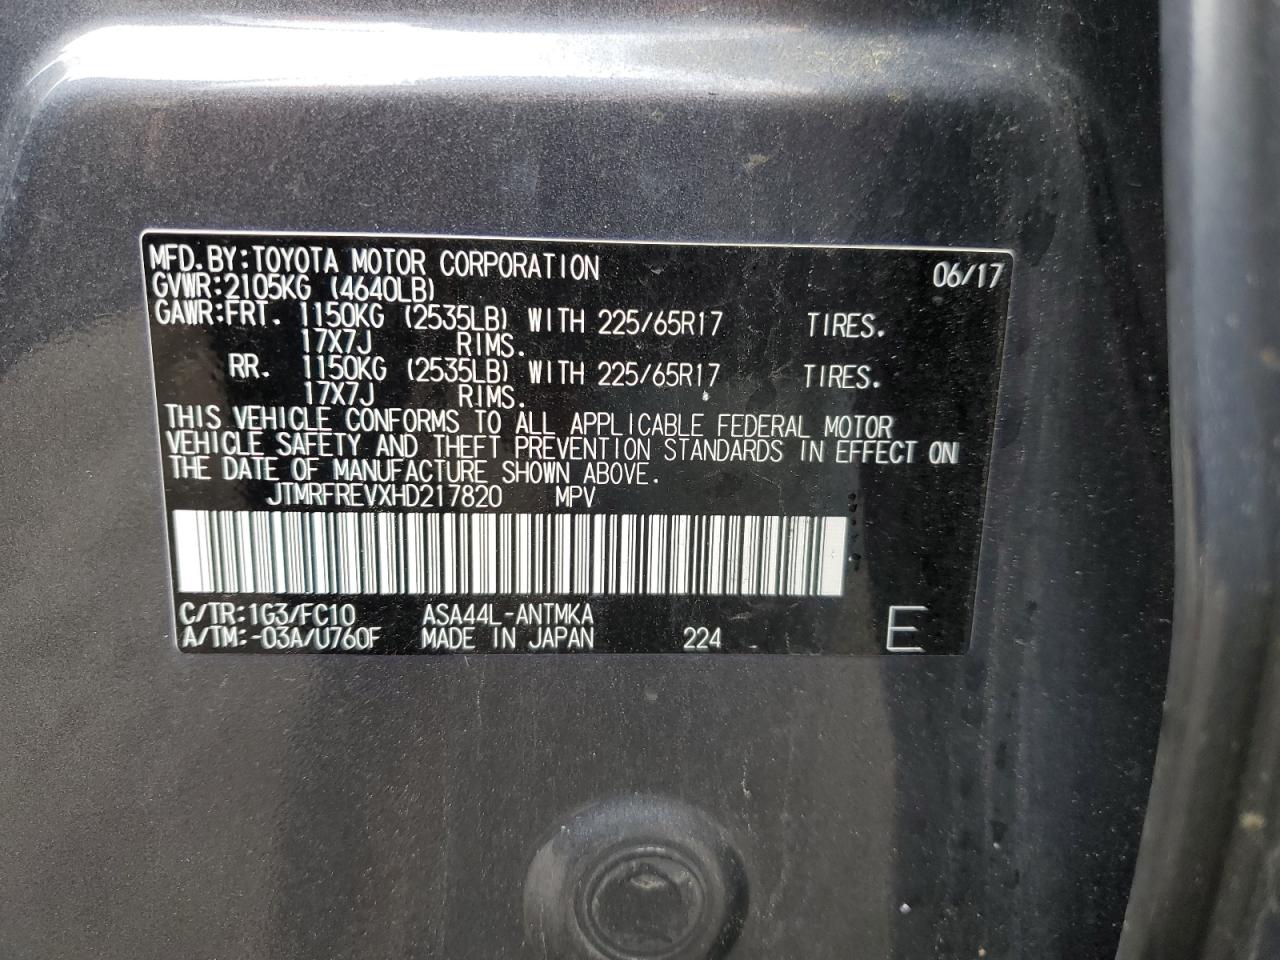 MFD.BY:TOYOTA MOTOR CORPORATION 06/17
GVWR:2105KG (4640LB)
GAWR:FRT. 1150KG (2535LB) WITH 225/65R17 TIRES.
17X7J RIMS.
RR. 1150KG (2535LB) WITH 225/65R17 TIRES.
17X7J RIMS.
THIS VEHICLE CONFORMS TO ALL APPLICABLE FEDERAL MOTOR
VEHICLE SAFETY AND THEFT PREVENTION STANDARDS IN EFFECT ON
THE DATE OF MANUFACTURE SHOWN ABOVE.
JTMRFREVXHD217820 MPV
C/TR:1G3/FC10 ASA44L-ANTMKA
A/TM:-03A/U760F MADE IN JAPAN 224 E